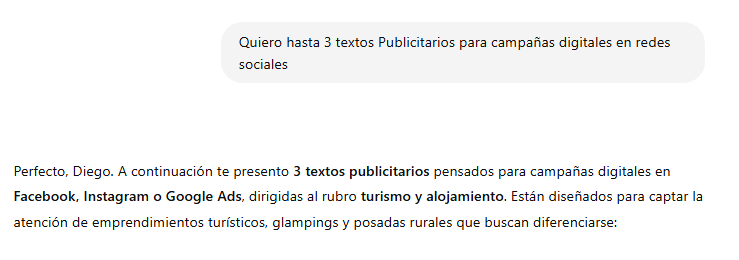 Quiero hasta 3 textos Publicitarios para campañas digitales en redes
sociales
Perfecto, Diego. A continuación te presento 3 textos publicitarios pensados para campañas digitales en
Facebook, Instagram o Google Ads, dirigidas al rubro turismo y alojamiento. Están diseñados para captar la
atención de emprendimientos turísticos, glampings y posadas rurales que buscan diferenciarse: